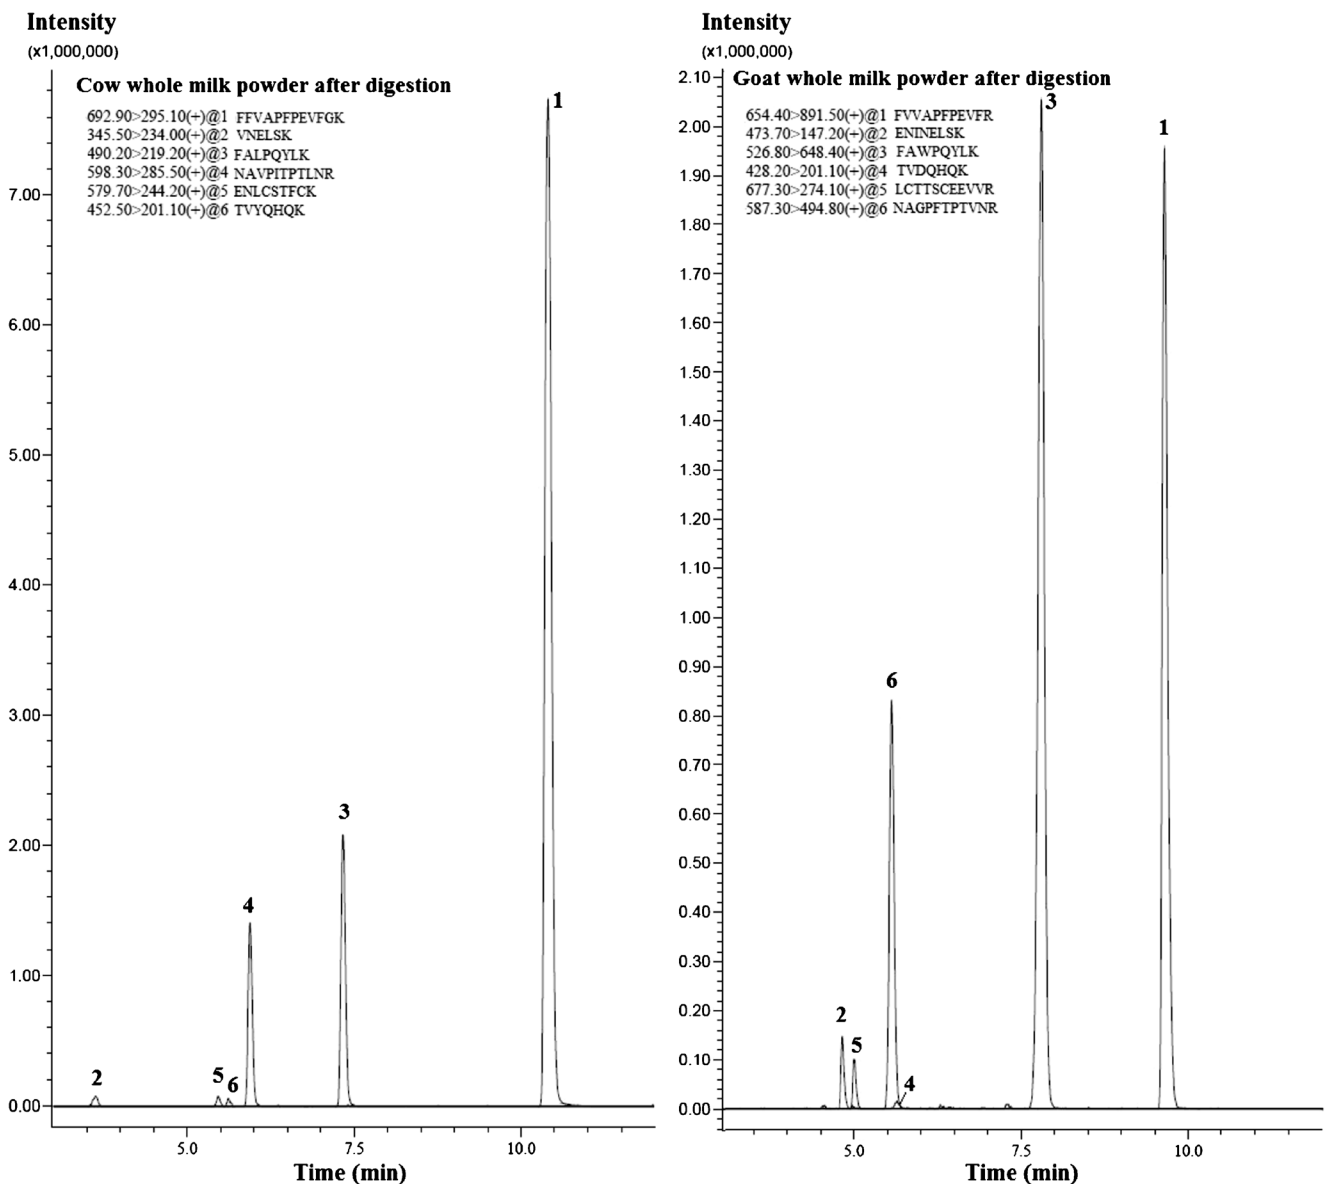 Intensity
(x1,000,000)
Cow whole milk powder after digestion
692.90>295.10(+)@1 FFVAPFPEVFGK
345.50>234.00(+)@2 VNELSK
490.20>219.20(+)@3 FALPQYLK
598.30>285.50(+)@4 NAVPITPTLNR
579.70>244.20(+)@5 ENLCSTFCK
452.50>201.10(+)@6 TVYQHQK
1
7.00
6.00
5.00
4.00
3.00
3
2.00
4
1.00
2
5
6
0.00
5.0
7.5
10.0
Time (min)
Intensity
(x1,000,000)
2.10
Goat whole milk powder after digestion
654.40>891.50(+)@1 FVVAPFPEVFR
473.70>147.20(+)@2 ENINELSK
526.80>648.40(+)@3 FAWPQYLK
428.20>201.10(+)@4 TVDQHQK
677.30>274.10(+)@5 LCTTSCEEVVR
587.30>494.80(+)@6 NAGPFTPTVNR
3
1
2.00
1.90
1.80
1.70
1.60
1.50
1.40
1.30
1.20
1.10
1.00
0.90
6
0.80
0.70
0.60
0.50
0.40
0.30
0.20
2
5
0.10
4
0.00
5.0
7.5
10.0
Time (min)